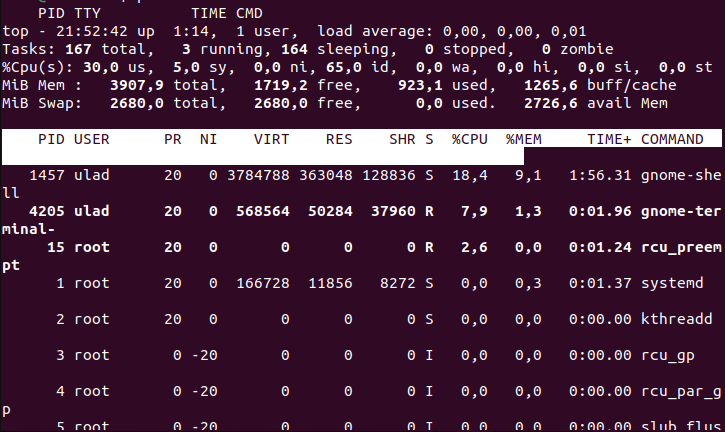 PID TTY          TIME CMD
top - 21:52:42 up  1:14,  1 user,  load average: 0,00, 0,00, 0,01
Tasks: 167 total,   3 running, 164 sleeping,   0 stopped,   0 zombie
%Cpu(s): 30,0 us,  5,0 sy,  0,0 ni, 65,0 id,  0,0 wa,  0,0 hi,  0,0 si,  0,0 st
MiB Mem :   3907,9 total,   1719,2 free,    923,1 used,   1265,6 buff/cache
MiB Swap:   2680,0 total,   2680,0 free,      0,0 used.   2726,6 avail Mem
PID USER      PR  NI    VIRT    RES    SHR S  %CPU  %MEM     TIME+ COMMAND
1457 ulad      20   0 3784788 363048 128836 S  18,4   9,1   1:56.31 gnome-she
ll
4205 ulad      20   0  568564  50284  37960 R   7,9   1,3   0:01.96 gnome-ter
minal-
15 root      20   0       0      0      0 R   2,6   0,0   0:01.24 rcu_preem
pt
1 root      20   0  166728  11856   8272 S   0,0   0,3   0:01.37 systemd
2 root      20   0       0      0      0 S   0,0   0,0   0:00.00 kthreadd
3 root       0 -20       0      0      0 I   0,0   0,0   0:00.00 rcu_gp
4 root       0 -20       0      0      0 I   0,0   0,0   0:00.00 rcu_par_g
p
5 root       0 -20       0      0      0 I   0,0   0,0   0:00.00 slub_flus